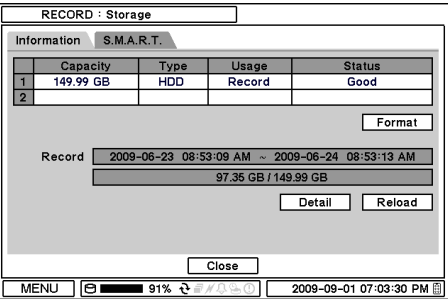 RECORD : Storage
Information S.M.A.R.T.
Capacity Type Usage Status
1 149.99 GB HDD Record Good
2
Format
Record 2009-06-23 08:53:09 AM ~ 2009-06-24 08:53:13 AM
97.35 GB / 149.99 GB
Detail Reload
Close
MENU 91% 2009-09-01 07:03:30 PM